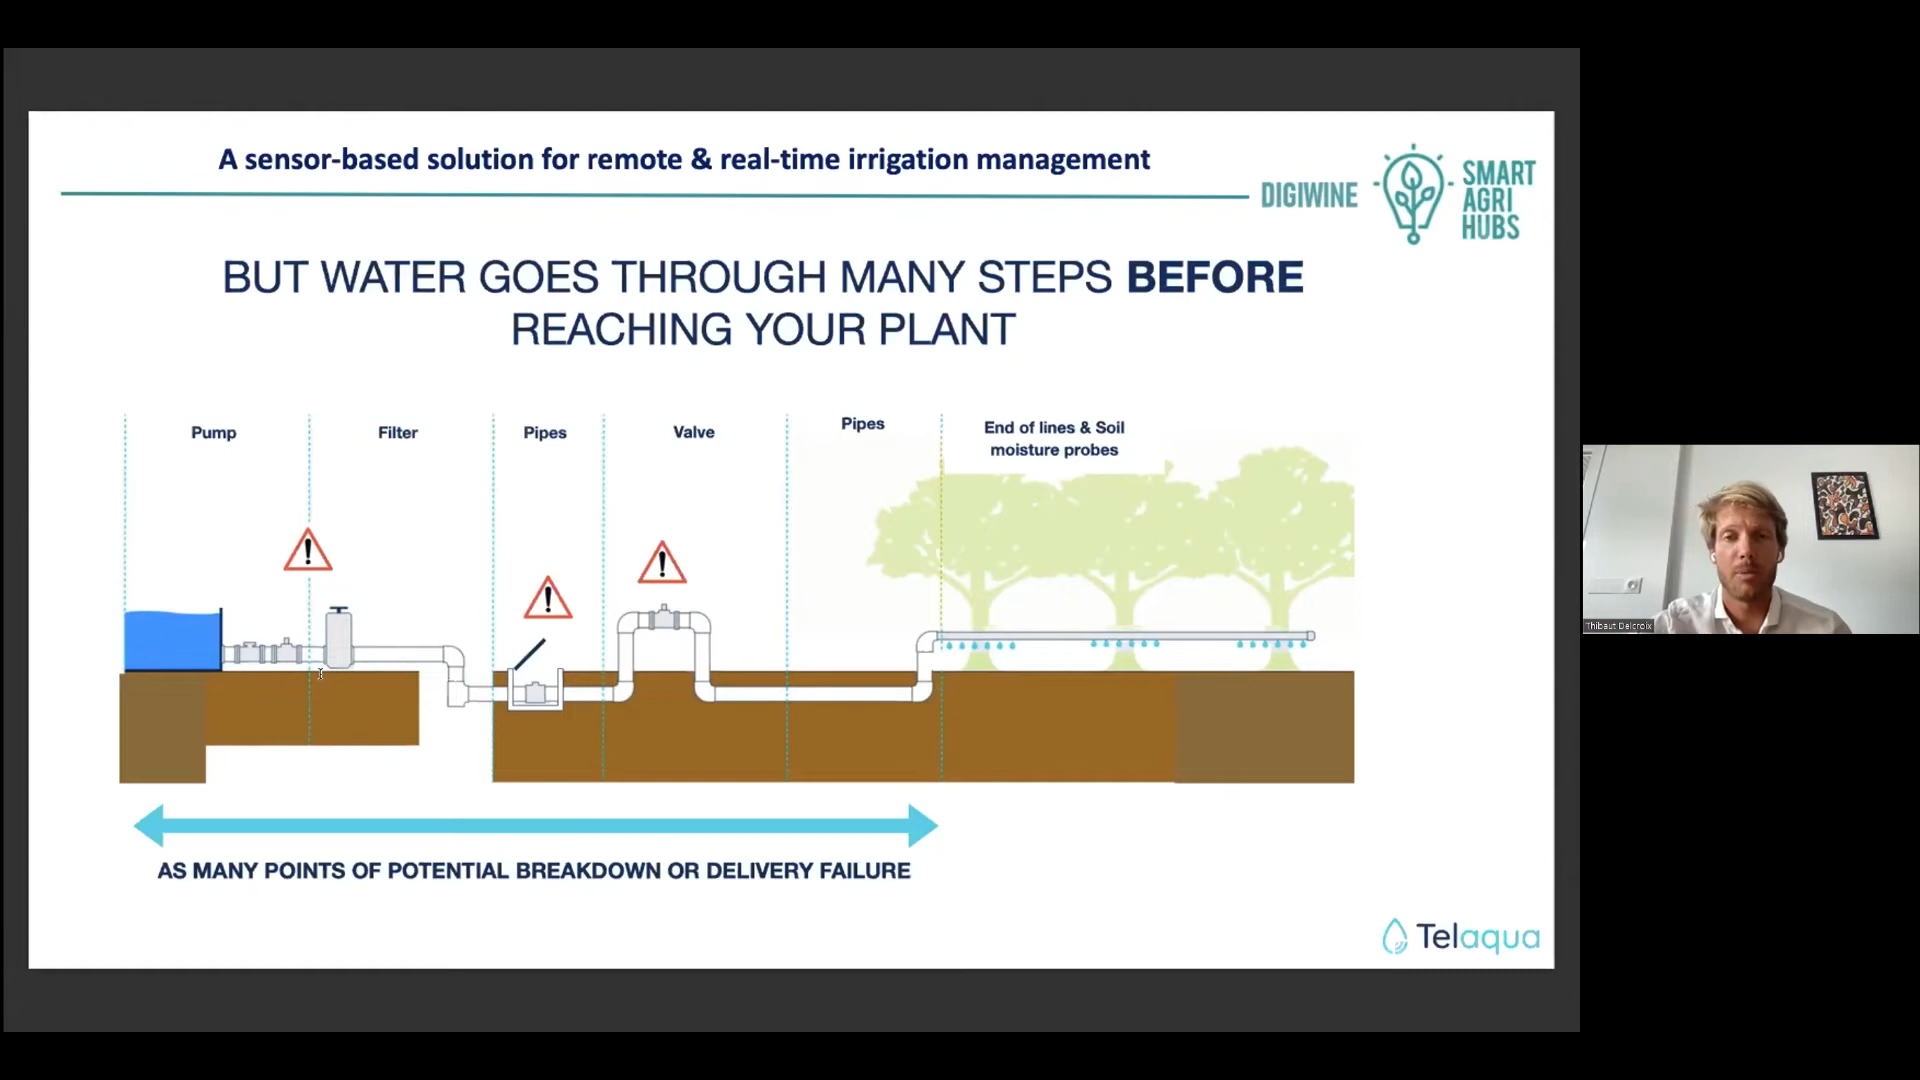 A sensor-based solution for remote & real-time irrigation management
DIGIWINE
SMART
AGRI
HUBS
BUT WATER GOES THROUGH MANY STEPS BEFORE
REACHING YOUR PLANT
Pump
Filter
Pipes
Valve
Pipes
End of lines & Soil
moisture probes
AS MANY POINTS OF POTENTIAL BREAKDOWN OR DELIVERY FAILURE
Telaqua
Thibaut Delcroix